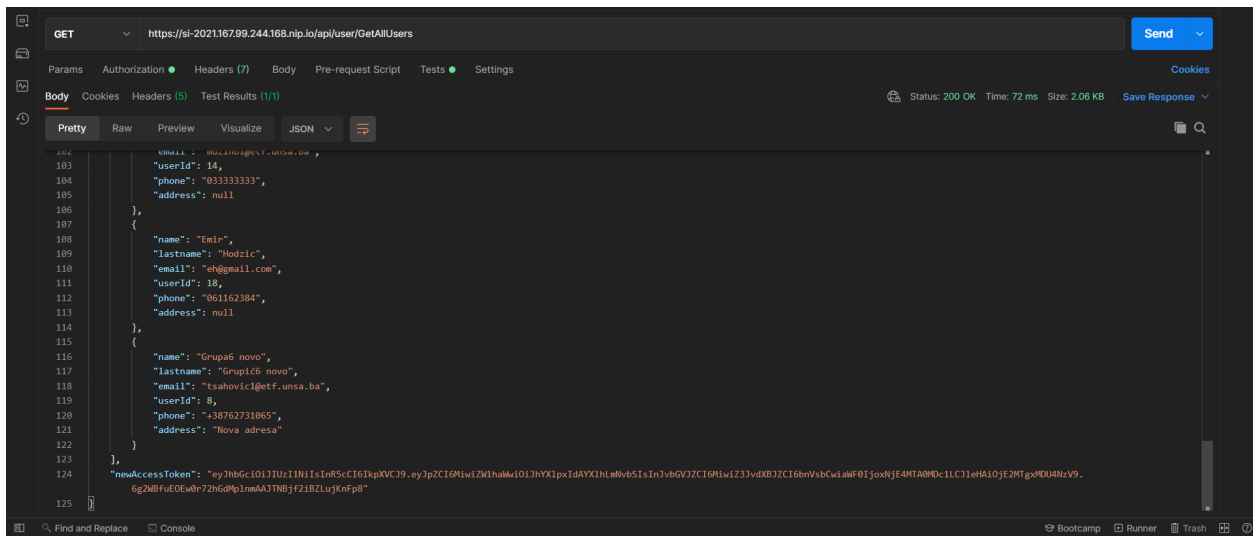 GET https://si-2021.167.99.244.168.nip.io/api/user/GetAllUsers Send
Params Authorization Headers (7) Body Pre-request Script Tests Settings Cookies
Body Cookies Headers (5) Test Results (1/1) Status: 200 OK Time: 72 ms Size: 2.06 KB Save Response
Pretty Raw Preview Visualize JSON
102 "email":
103 "userId": 14,
104 "phone": "033333333",
105 "address": null
106 },
107 {
108 "name": "Emir",
109 "lastname": "Hodzic",
110 "email": "eh@gmail.com",
111 "userId": 18,
112 "phone": "061162384",
113 "address": null
114 },
115 {
116 "name": "Grupa6 novo",
117 "lastname": "Grupić6 novo",
118 "email": "tsahovic1@etf.unsa.ba",
119 "userId": 8,
120 "phone": "+38762731065",
121 "address": "Nova adresa"
122 }
123 ],
124 "newAccessToken":
125 }
Find and Replace Console Bootcamp Runner Trash